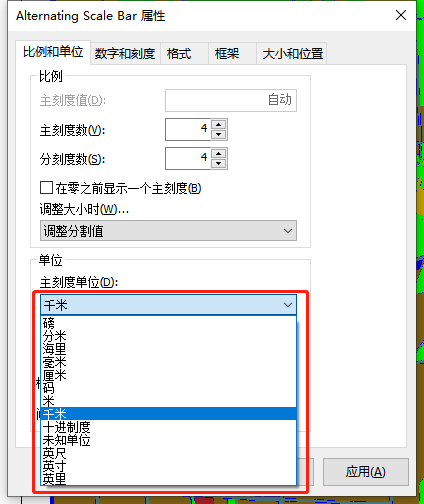 Alternating Scale Bar 属性
比例和单位 数字和刻度 格式 框架 大小和位置
比例
主刻度值(D): 自动
主刻度数(V): 4
分刻度数(S): 4
在零之前显示一个主刻度(B)
调整大小时(W)...
调整分割值
单位
主刻度单位(D):
千米
磅
分米
海里
毫米
厘米
码
米
千米
十进制度
未知单位
英尺
英寸
英里
应用(A)